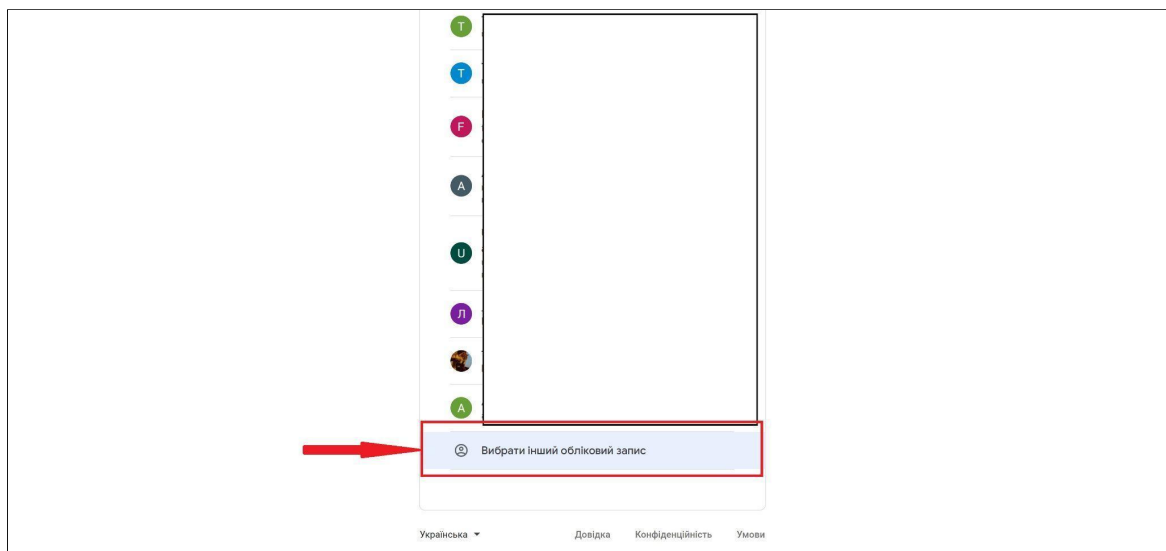 T
T
F
A
U
Л
A
Вибрати інший обліковий запис
Українська
Довідка Конфіденційність Умови